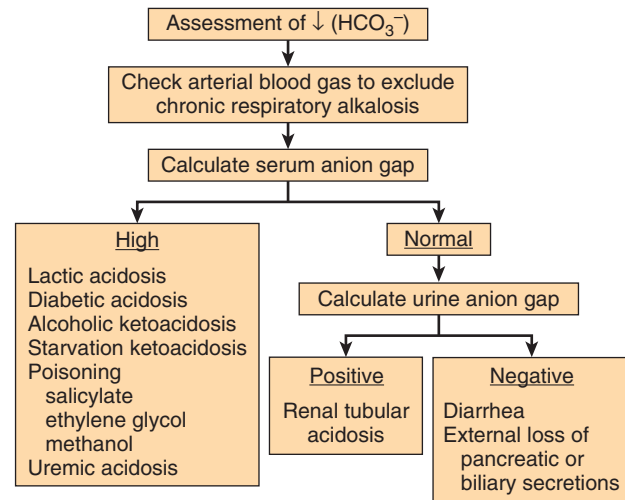 Assessment of ↓ (HCO₃⁻)
Check arterial blood gas to exclude
chronic respiratory alkalosis
Calculate serum anion gap
High
Lactic acidosis
Diabetic acidosis
Alcoholic ketoacidosis
Starvation ketoacidosis
Poisoning
salicylate
ethylene glycol
methanol
Uremic acidosis
Normal
Calculate urine anion gap
Positive
Renal tubular
acidosis
Negative
Diarrhea
External loss of
pancreatic or
biliary secretions